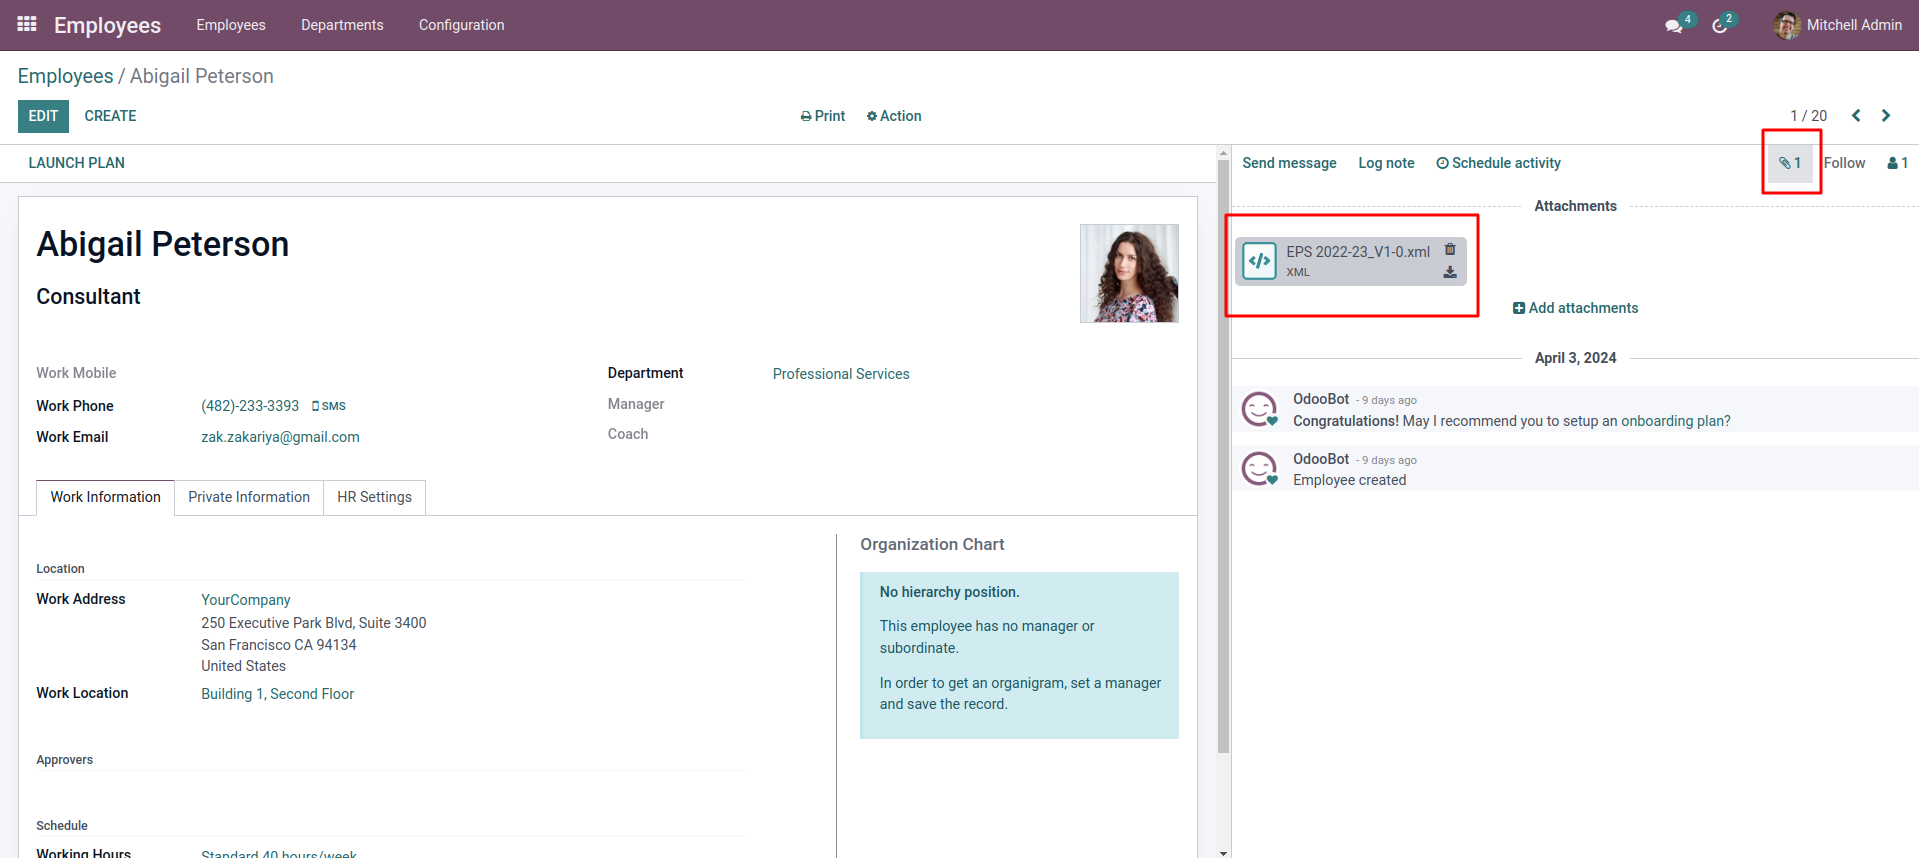 Employees Employees Departments Configuration 4 2 Mitchell Admin
Employees / Abigail Peterson
EDIT CREATE Print Action 1 / 20
LAUNCH PLAN
Send message Log note Schedule activity 1 Follow 1
Attachments
EPS 2022-23_V1-0.xml
XML
Add attachments
April 3, 2024
OdooBot - 9 days ago
Congratulations! May I recommend you to setup an onboarding plan?
OdooBot - 9 days ago
Employee created
Abigail Peterson
Consultant
Work Mobile
Work Phone (482)-233-3393 SMS
Work Email zak.zakariya@gmail.com
Department Professional Services
Manager
Coach
Work Information Private Information HR Settings
Location
Work Address YourCompany
250 Executive Park Blvd, Suite 3400
San Francisco CA 94134
United States
Work Location Building 1, Second Floor
Approvers
Schedule
Working Hours Standard 40 hours/week
Organization Chart
No hierarchy position.
This employee has no manager or
subordinate.
In order to get an organigram, set a manager
and save the record.